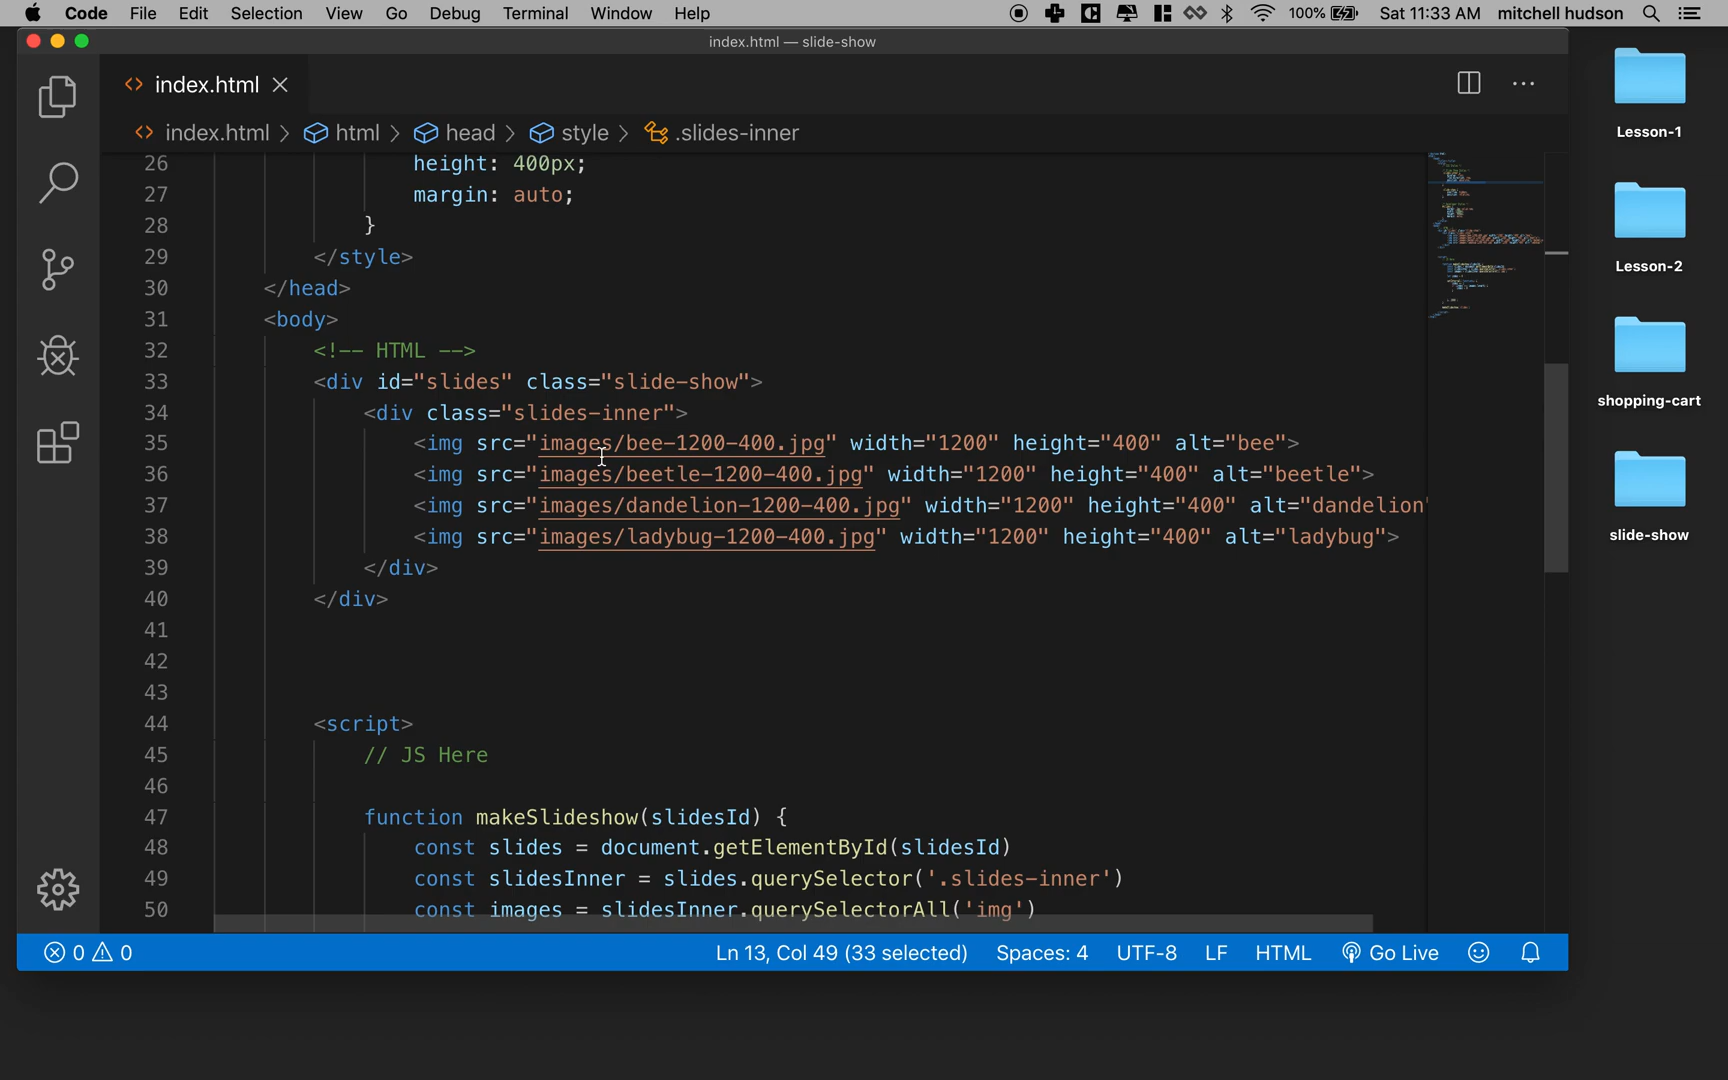 Code File Edit Selection View Go Debug Terminal Window Help 100% Sat 11:33 AM mitchell hudson
index.html — slide-show
index.html
index.html > html > head > style > .slides-inner
26 height: 400px;
27 margin: auto;
28 }
29 </style>
30 </head>
31 <body>
32 <!-- HTML -->
33 <div id="slides" class="slide-show">
34 <div class="slides-inner">
35 <img src="images/bee-1200-400.jpg" width="1200" height="400" alt="bee">
36 <img src="images/beetle-1200-400.jpg" width="1200" height="400" alt="beetle">
37 <img src="images/dandelion-1200-400.jpg" width="1200" height="400" alt="dandelion"
38 <img src="images/ladybug-1200-400.jpg" width="1200" height="400" alt="ladybug">
39 </div>
40 </div>
41
42
43
44 <script>
45 // JS Here
46
47 function makeSlideshow(slidesId) {
48 const slides = document.getElementById(slidesId)
49 const slidesInner = slides.querySelector('.slides-inner')
50 const images = slidesInner.querySelectorAll('img')
0 0 Ln 13, Col 49 (33 selected) Spaces: 4 UTF-8 LF HTML Go Live
Lesson-1
Lesson-2
shopping-cart
slide-show